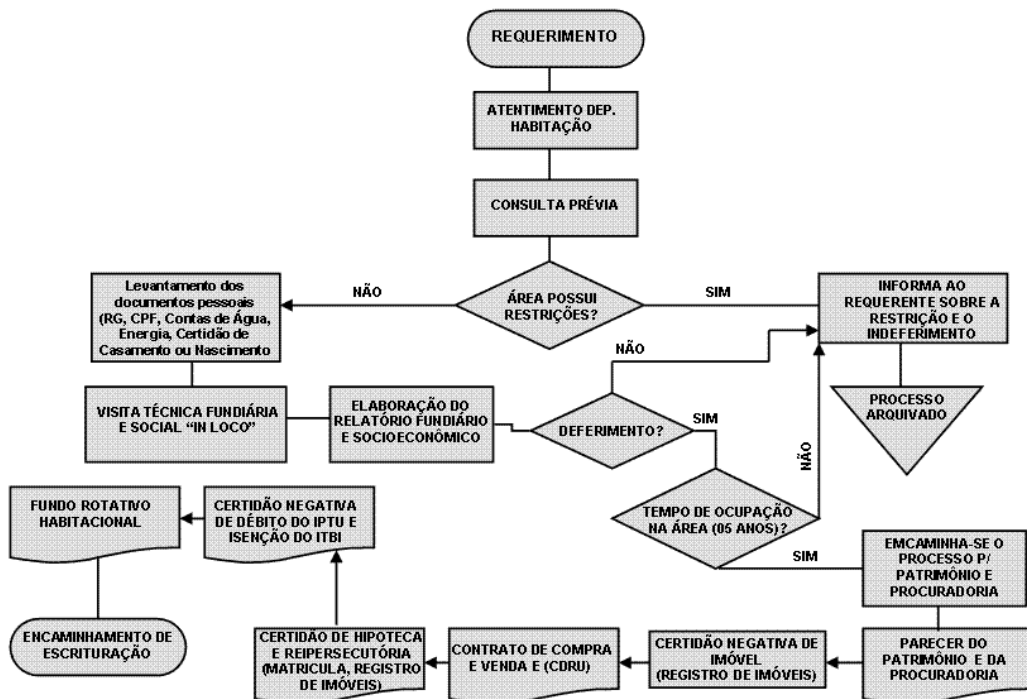 REQUERIMENTO
ATENTIMENTO DEP.
HABITAÇÃO
CONSULTA PRÉVIA
ÁREA POSSUI
RESTRIÇÕES?
NÃO
SIM
Levantamento dos
documentos pessoais
(RG, CPF, Contas de Água,
Energia, Certidão de
Casamento ou Nascimento
INFORMA AO
REQUERENTE SOBRE A
RESTRIÇÃO E O
INDEFERIMENTO
PROCESSO
ARQUIVADO
VISITA TÉCNICA FUNDIÁRIA
E SOCIAL “IN LOCO”
ELABORAÇÃO DO
RELATÓRIO FUNDIÁRIO
E SOCIOECONÔMICO
DEFERIMENTO?
NÃO
SIM
TEMPO DE OCUPAÇÃO
NA ÁREA (05 ANOS)?
NÃO
SIM
EMCAMINHA-SE O
PROCESSO P/
PATRIMÔNIO E
PROCURADORIA
PARECER DO
PATRIMÔNIO E DA
PROCURADORIA
CERTIDÃO NEGATIVA
DE IMÓVEL
(REGISTRO DE IMÓVEIS)
CONTRATO DE COMPRA
E VENDA E (CDRU)
CERTIDÃO DE HIPOTECA
E REIPERSECUTÓRIA
(MATRICULA, REGISTRO
DE IMÓVEIS)
CERTIDÃO NEGATIVA
DE DÉBITO DO IPTU E
ISENÇÃO DO ITBI
FUNDO ROTATIVO
HABITACIONAL
ENCAMINHAMENTO DE
ESCRITURAÇÃO